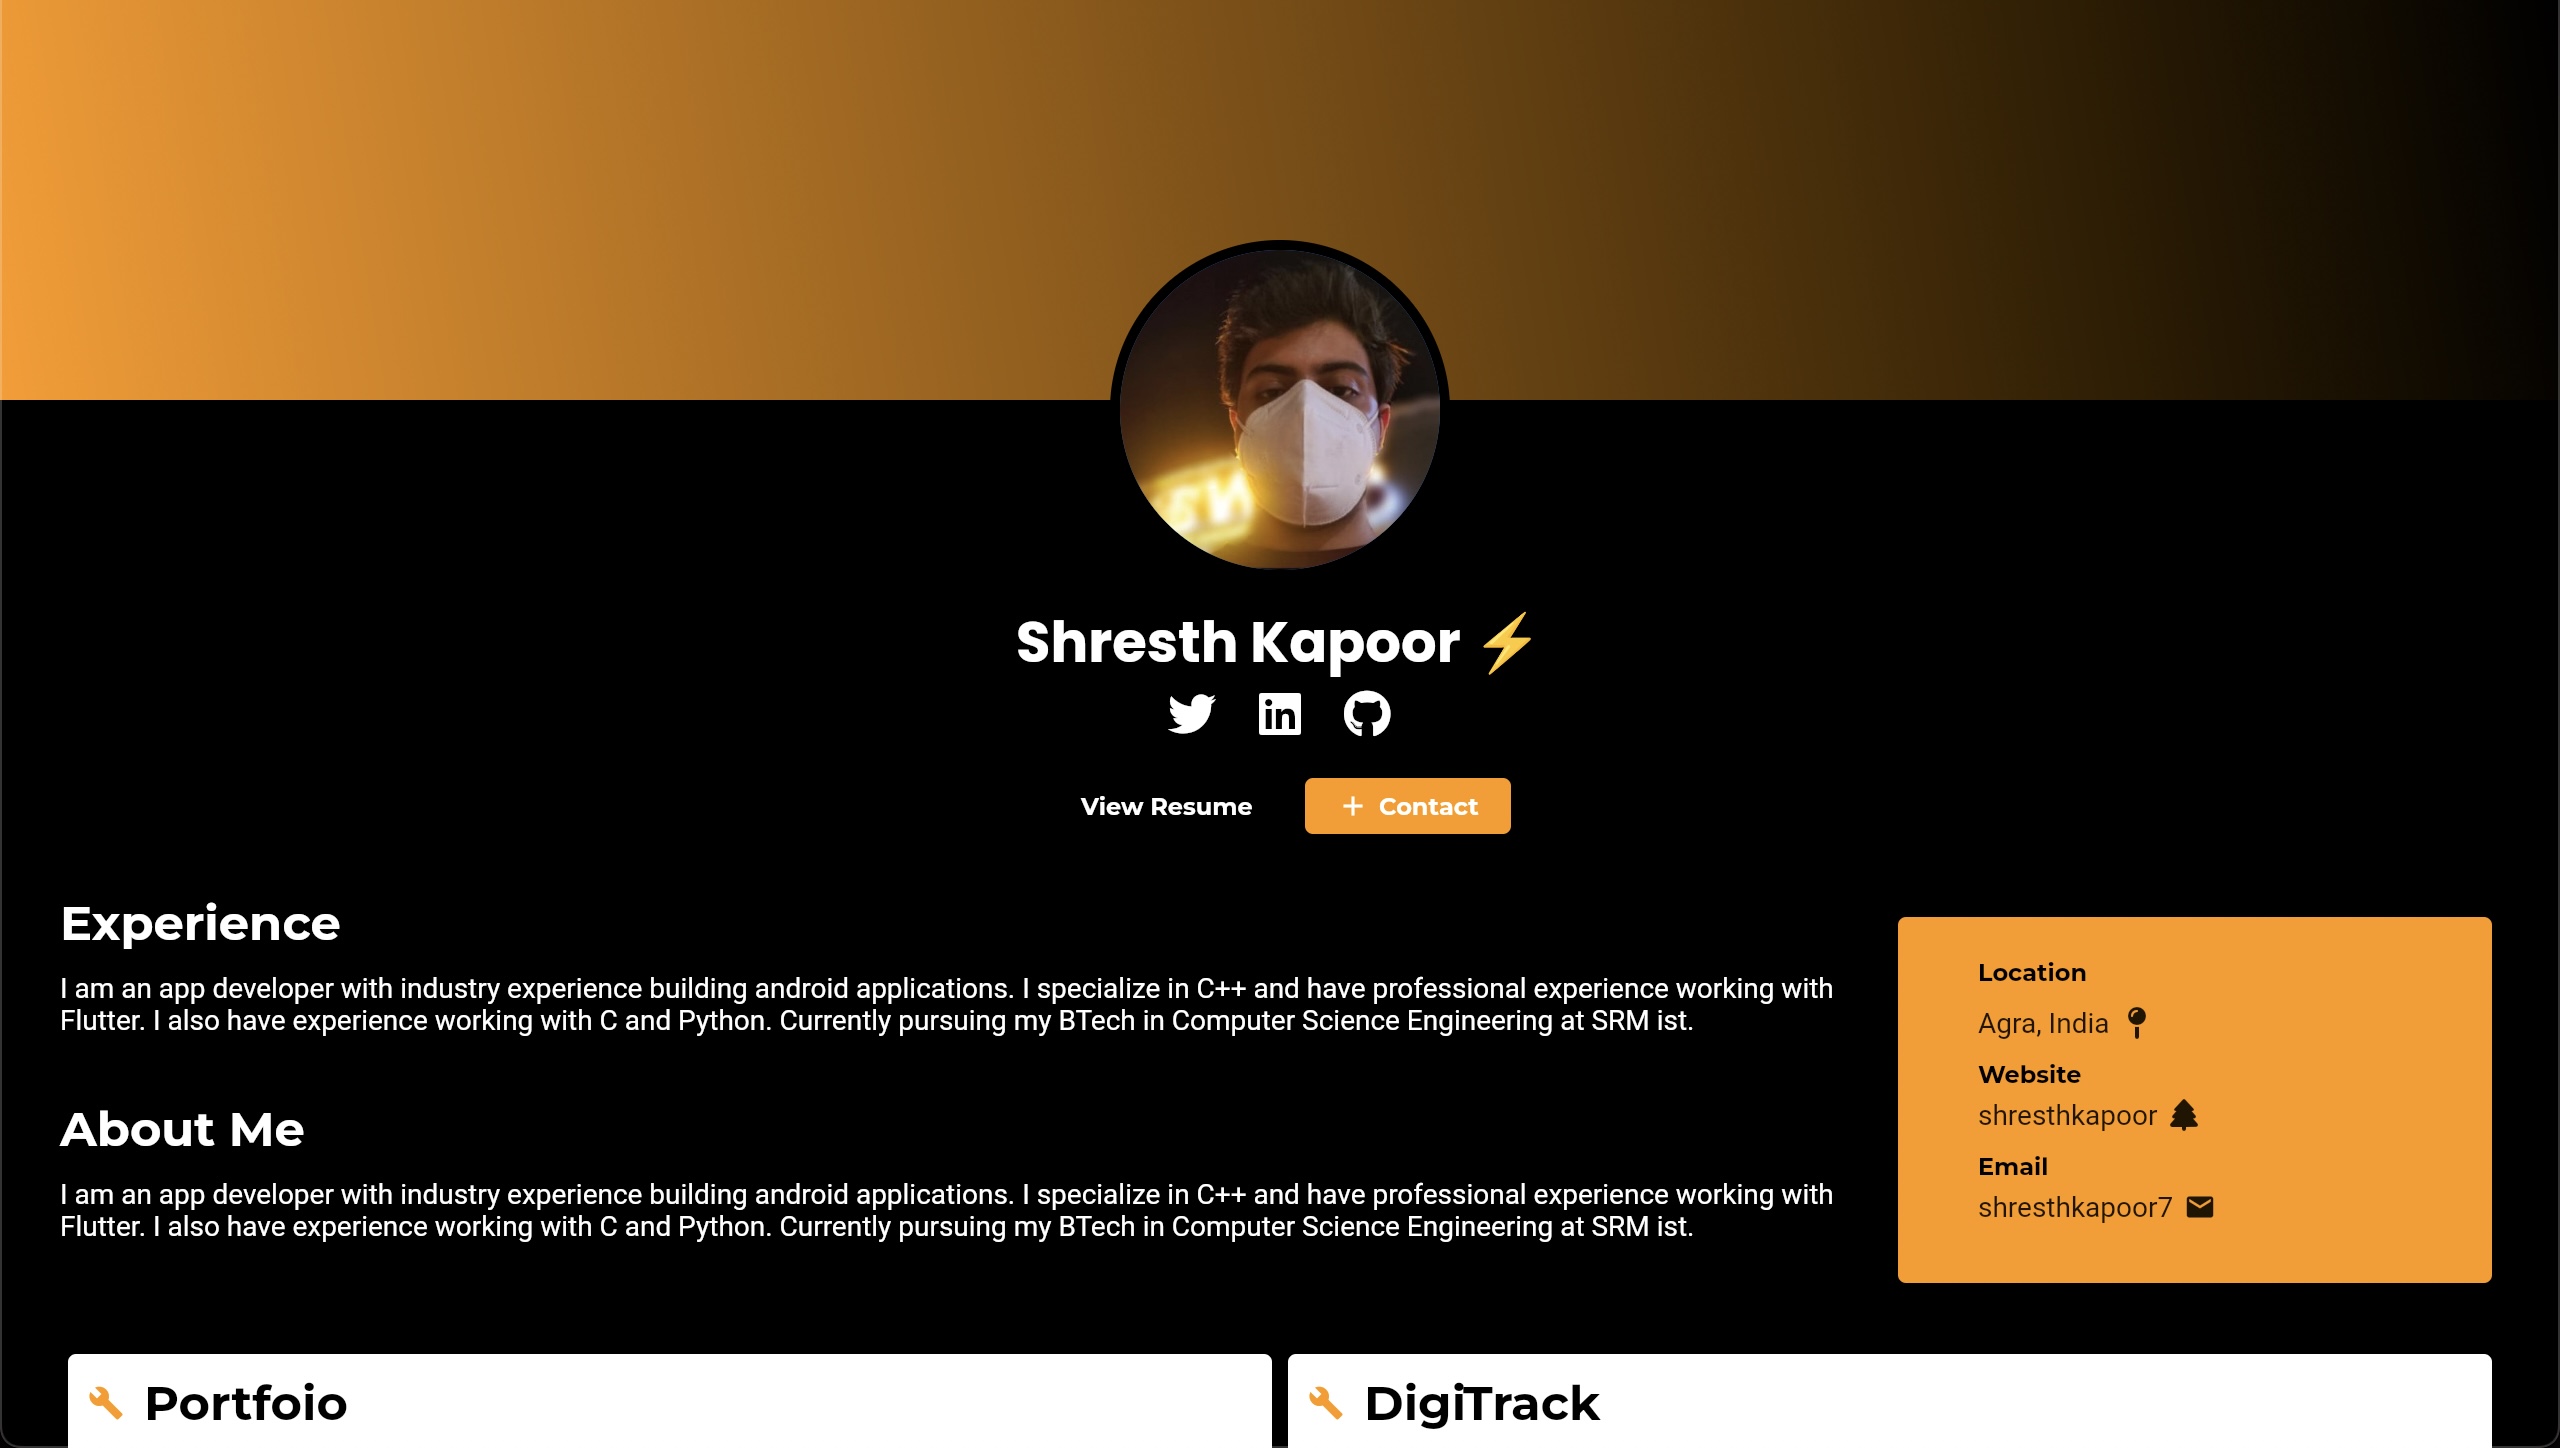 Shresth Kapoor ⚡
in
View Resume
+ Contact
Experience
I am an app developer with industry experience building android applications. I specialize in C++ and have professional experience working with
Flutter. I also have experience working with C and Python. Currently pursuing my BTech in Computer Science Engineering at SRM ist.
About Me
I am an app developer with industry experience building android applications. I specialize in C++ and have professional experience working with
Flutter. I also have experience working with C and Python. Currently pursuing my BTech in Computer Science Engineering at SRM ist.
Location
Agra, India
Website
shresthkapoor
Email
shresthkapoor7
Portfoio
DigiTrack